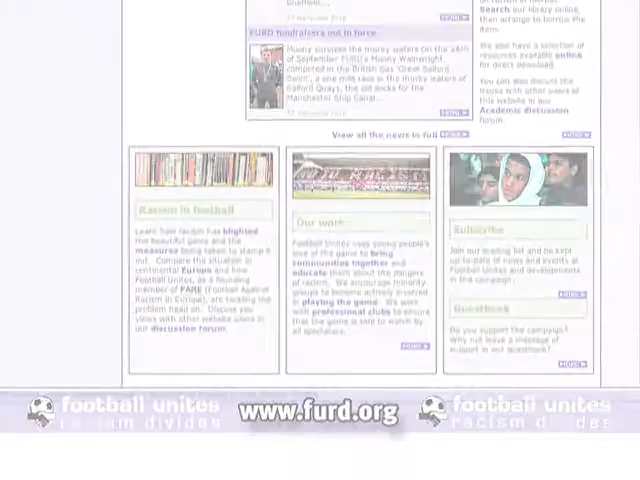 Sheffield....
MORE
FURD fundraisers out in force
Moony survives the murky waters On the 26th
of September FURD's Moony Wainwright
competed in the British Gas 'Great Salford
Swim', a one mile race in the murky waters of
Salford Quays, the old docks for the
Manchester Ship Canal...
MORE
View all the news in full MORE
Search our library online,
then arrange to borrow the
item.
We also have a selection of
resources available online
for direct download.
You can also discuss the
issues with other users of
this website in our
Academic discussion
forum.
MORE
Racism in football
Learn how racism has blighted
the beautiful game and the
measures being taken to stamp it
out. Compare the situation in
continental Europe and how
Football Unites, as a founding
member of FARE (Football Against
Racism in Europe), are tackling the
problem head on. Discuss you
views with other website users in
our discussion forum.
Our work
Football Unites uses young people's
love of the game to bring
communities together and
educate them about the dangers
of racism. We encourage minority
groups to become actively involved
in playing the game. We work
with professional clubs to ensure
that the game is safe to watch by
all spectators.
MORE
Subscribe
Join our mailing list and be kept
up-to date of news and events at
Football Unites and developments
in the campaign.
MORE
Guestbook
Do you support the campaign?
Why not leave a message of
support in our guestbook?
MORE
football unites
racism divides
www.furd.org
football unites
racism d des